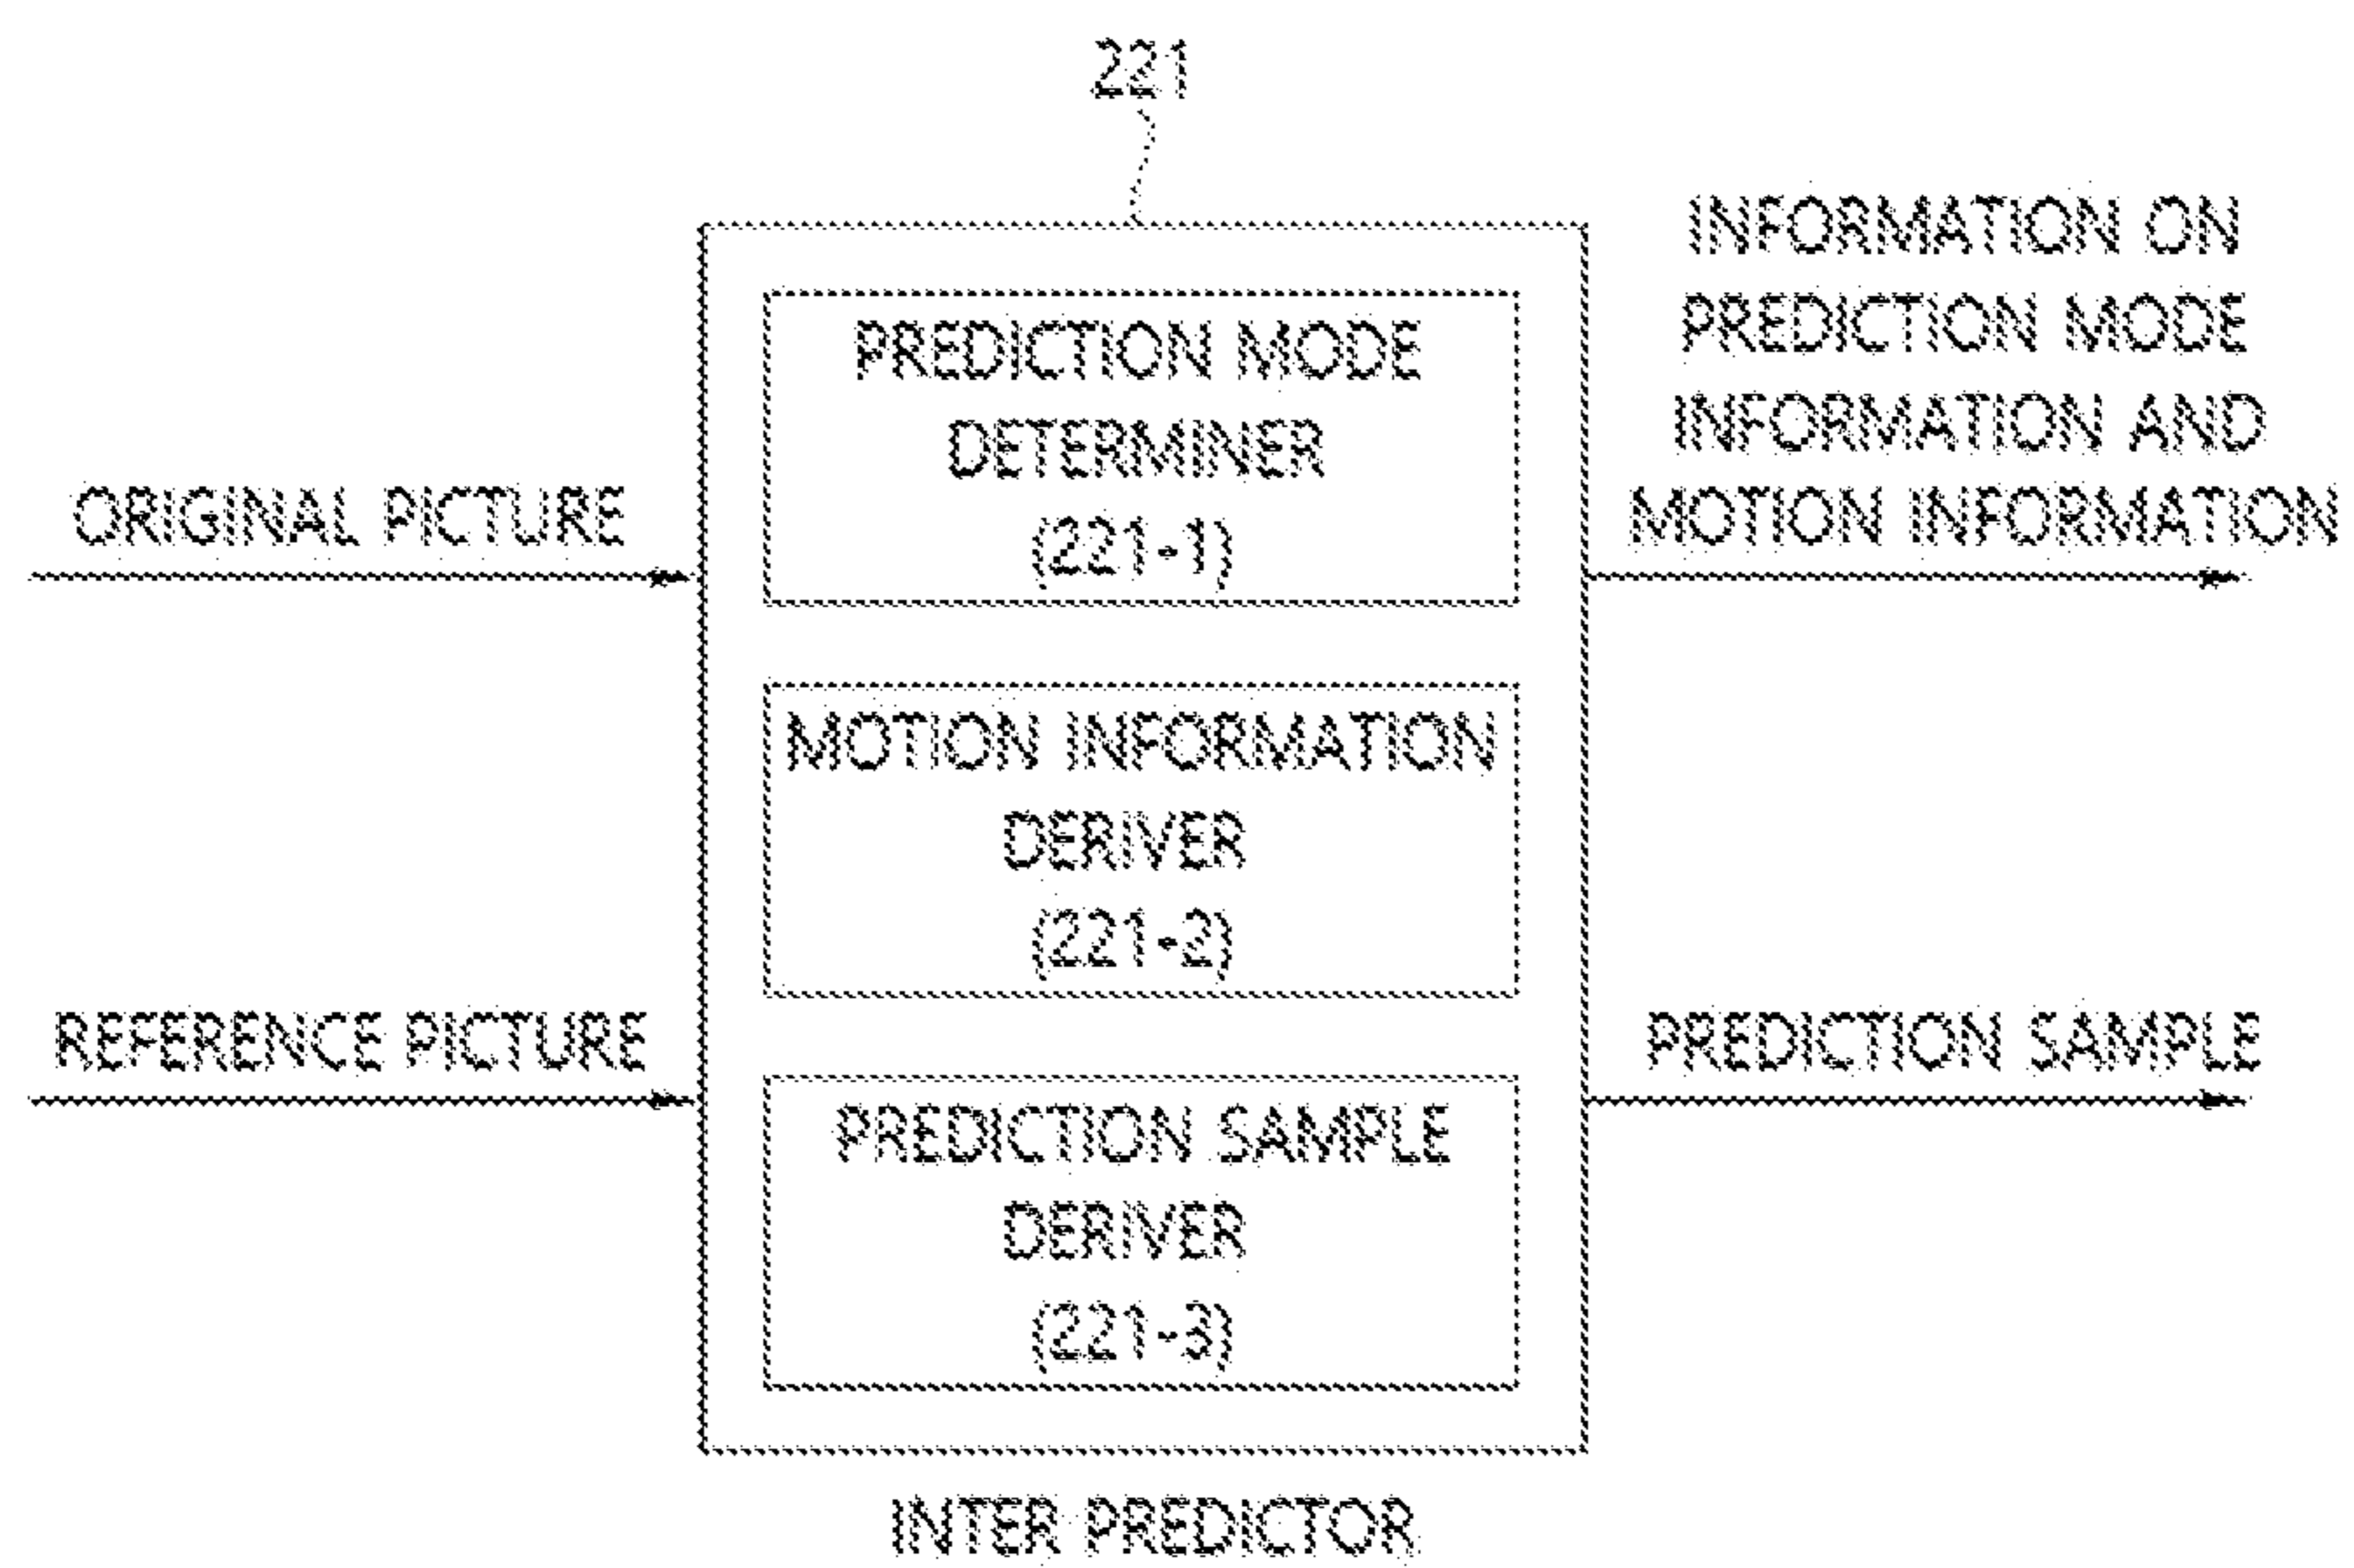 221
ORIGINAL PICTURE
REFERENCE PICTURE
PREDICTION MODE
DETERMINER
(221-1)
MOTION INFORMATION
DERIVER
(221-2)
PREDICTION SAMPLE
DERIVER
(221-3)
INFORMATION ON
PREDICTION MODE
INFORMATION AND
MOTION INFORMATION
PREDICTION SAMPLE
INTER PREDICTOR